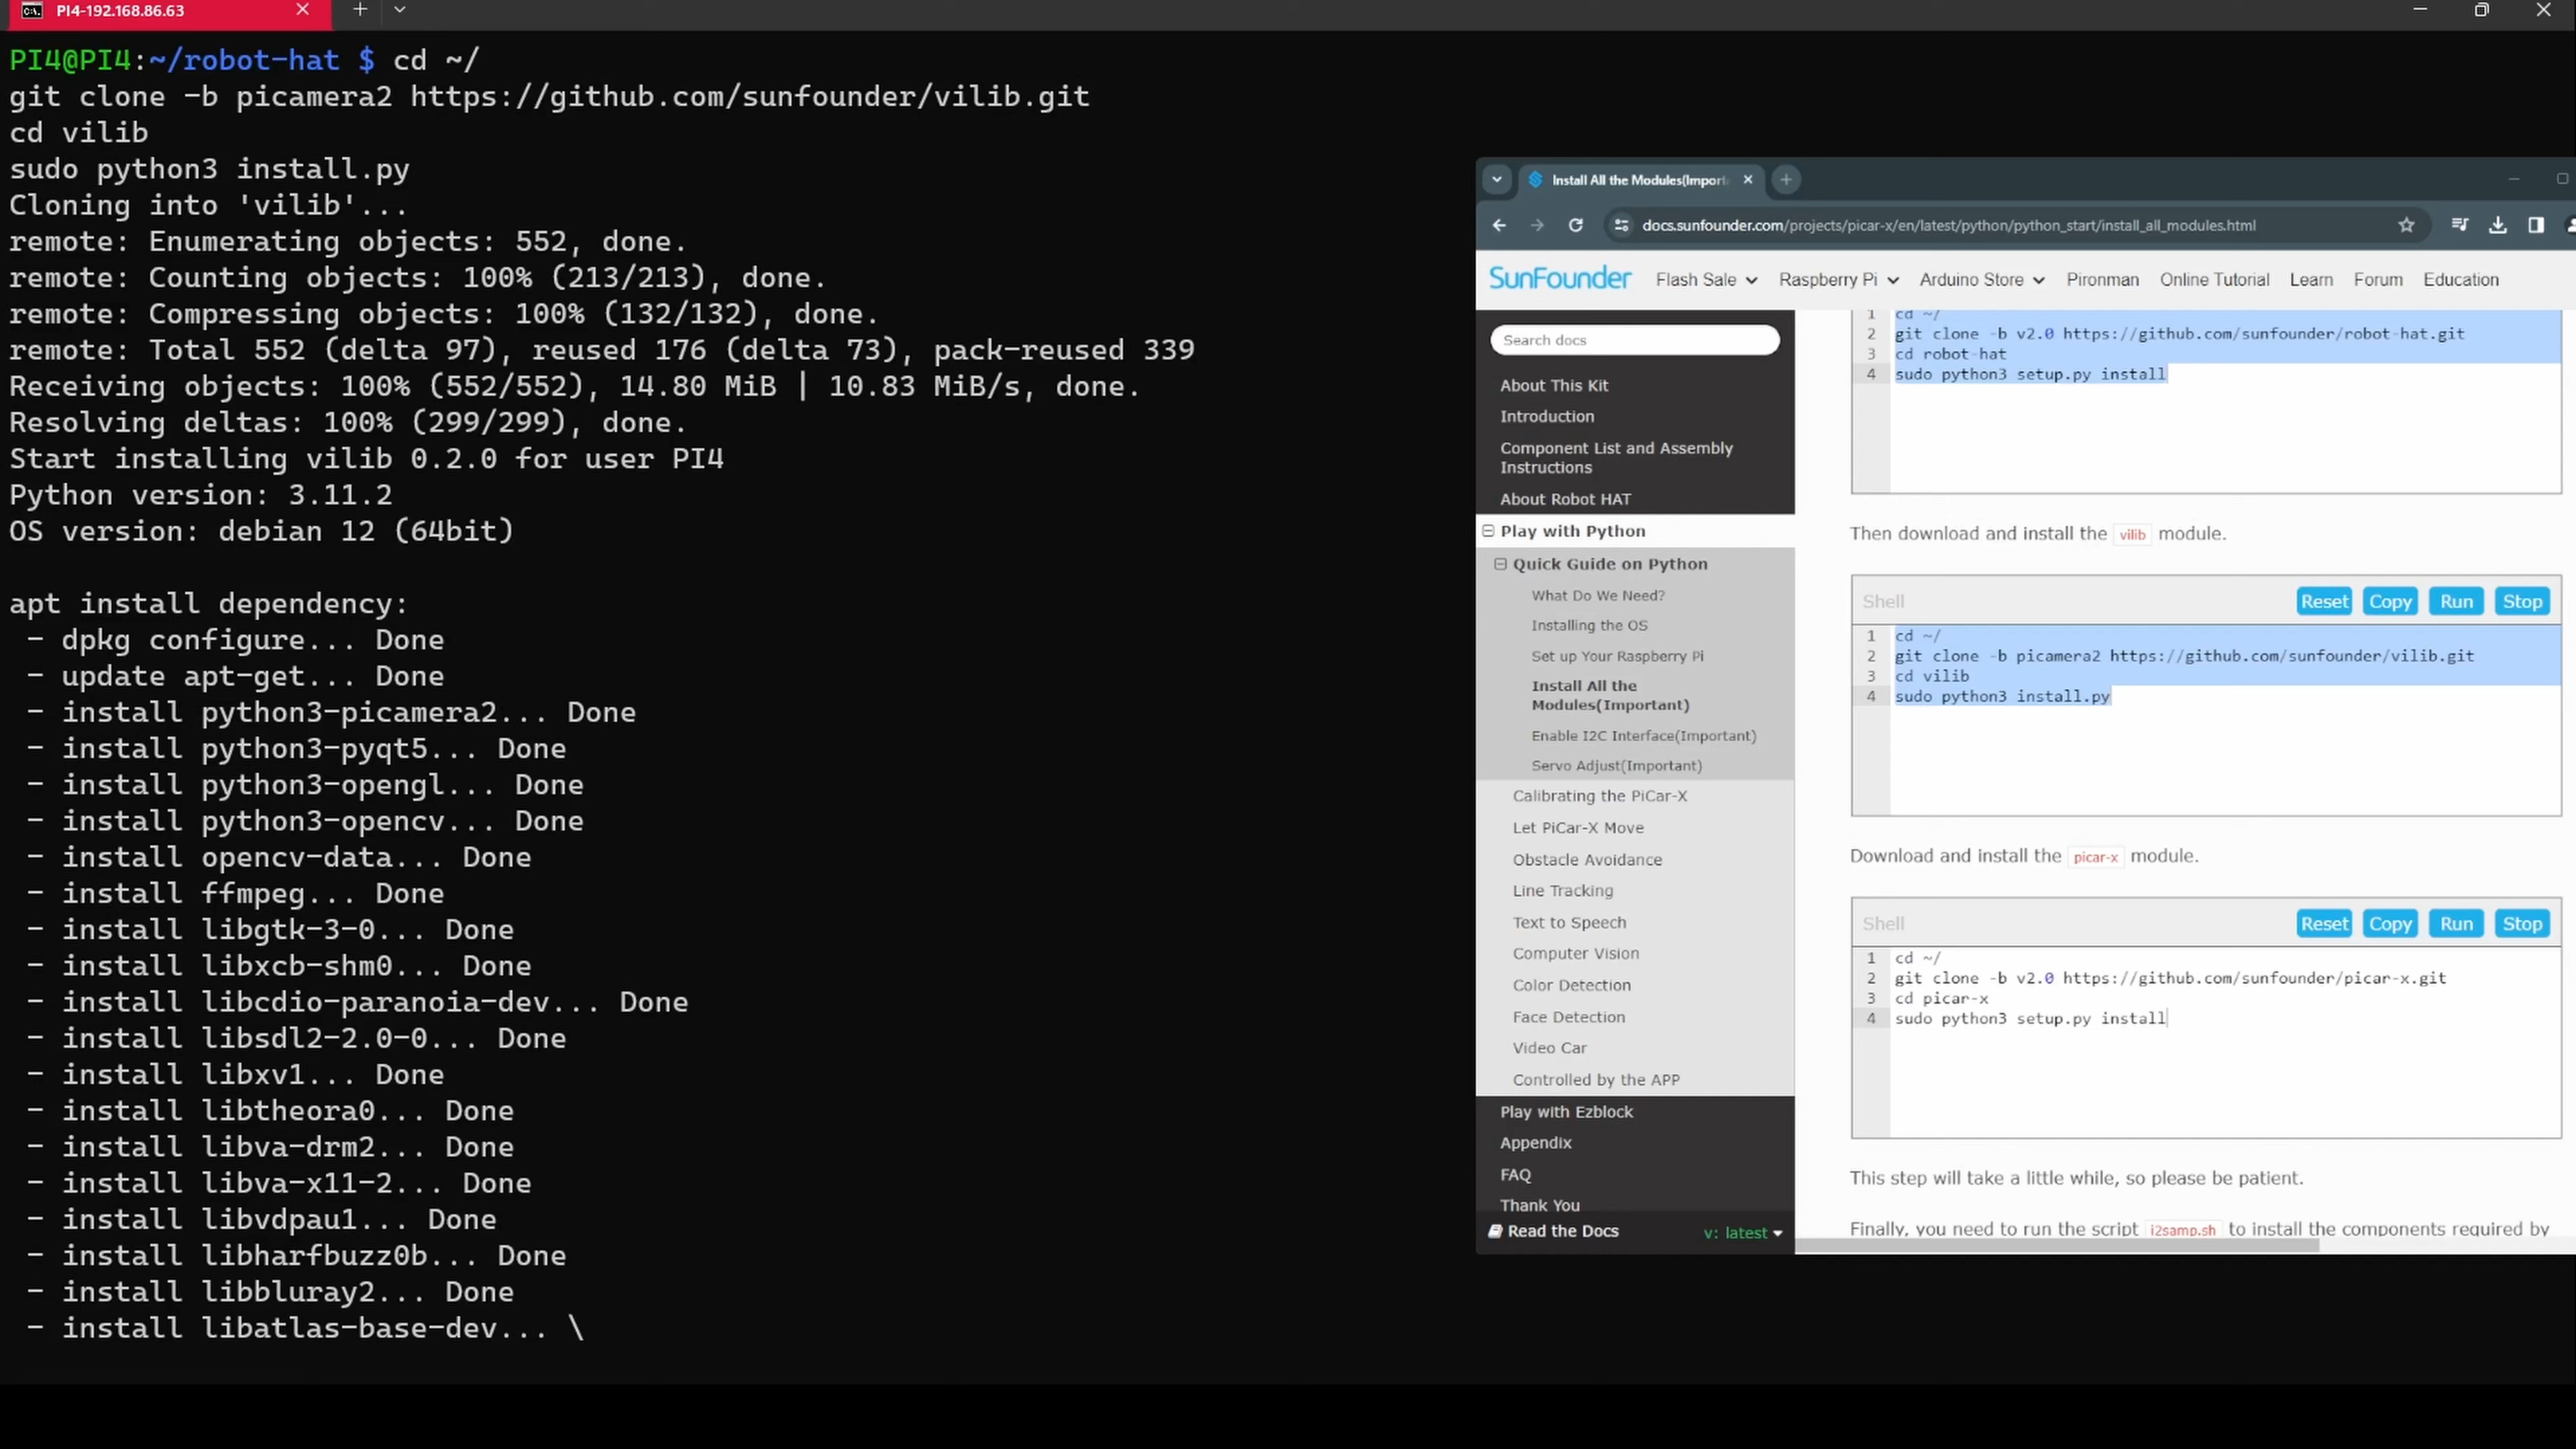 PI4-192.168.86.63
PI4@PI4:~/robot-hat $ cd ~/
git clone -b picamera2 https://github.com/sunfounder/vilib.git
cd vilib
sudo python3 install.py
Cloning into 'vilib'...
remote: Enumerating objects: 552, done.
remote: Counting objects: 100% (213/213), done.
remote: Compressing objects: 100% (132/132), done.
remote: Total 552 (delta 97), reused 176 (delta 73), pack-reused 339
Receiving objects: 100% (552/552), 14.80 MiB | 10.83 MiB/s, done.
Resolving deltas: 100% (299/299), done.
Start installing vilib 0.2.0 for user PI4
Python version: 3.11.2
OS version: debian 12 (64bit)
apt install dependency:
- dpkg configure... Done
- update apt-get... Done
- install python3-picamera2... Done
- install python3-pyqt5... Done
- install python3-opengl... Done
- install python3-opencv... Done
- install opencv-data... Done
- install ffmpeg... Done
- install libgtk-3-0... Done
- install libxcb-shm0... Done
- install libcdio-paranoia-dev... Done
- install libsdl2-2.0-0... Done
- install libxv1... Done
- install libtheora0... Done
- install libva-drm2... Done
- install libva-x11-2... Done
- install libvdpau1... Done
- install libharfbuzz0b... Done
- install libbluray2... Done
- install libatlas-base-dev... \
Install All the Modules(Import
docs.sunfounder.com/projects/picar-x/en/latest/python/python_start/install_all_modules.html
SunFounder Flash Sale Raspberry Pi Arduino Store Pironman Online Tutorial Learn Forum Education
Search docs
About This Kit
Introduction
Component List and Assembly
Instructions
About Robot HAT
Play with Python
Quick Guide on Python
What Do We Need?
Installing the OS
Set up Your Raspberry Pi
Install All the
Modules(Important)
Enable I2C Interface(Important)
Servo Adjust(Important)
Calibrating the PiCar-X
Let PiCar-X Move
Obstacle Avoidance
Line Tracking
Text to Speech
Computer Vision
Color Detection
Face Detection
Video Car
Controlled by the APP
Play with Ezblock
Appendix
FAQ
Thank You
Read the Docs v: latest
1 cd ~/
2 git clone -b v2.0 https://github.com/sunfounder/robot-hat.git
3 cd robot-hat
4 sudo python3 setup.py install
Then download and install the vilib module.
Shell Reset Copy Run Stop
1 cd ~/
2 git clone -b picamera2 https://github.com/sunfounder/vilib.git
3 cd vilib
4 sudo python3 install.py
Download and install the picar-x module.
Shell Reset Copy Run Stop
1 cd ~/
2 git clone -b v2.0 https://github.com/sunfounder/picar-x.git
3 cd picar-x
4 sudo python3 setup.py install
This step will take a little while, so please be patient.
Finally, you need to run the script i2samp.sh to install the components required by